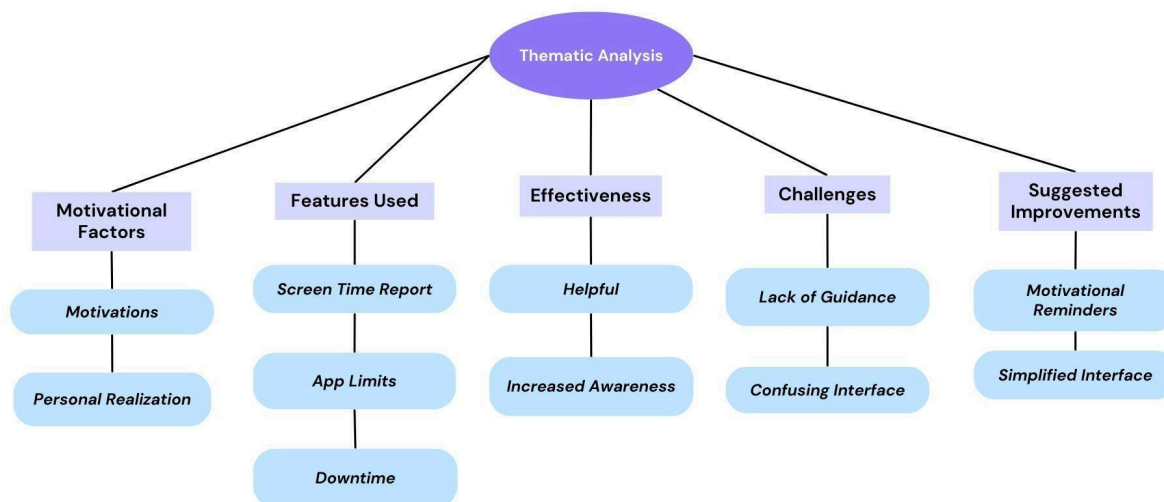 Thematic Analysis
Motivational
Factors
Motivations
Personal Realization
Features Used
Screen Time Report
App Limits
Downtime
Effectiveness
Helpful
Increased Awareness
Challenges
Lack of Guidance
Confusing Interface
Suggested
Improvements
Motivational
Reminders
Simplified Interface